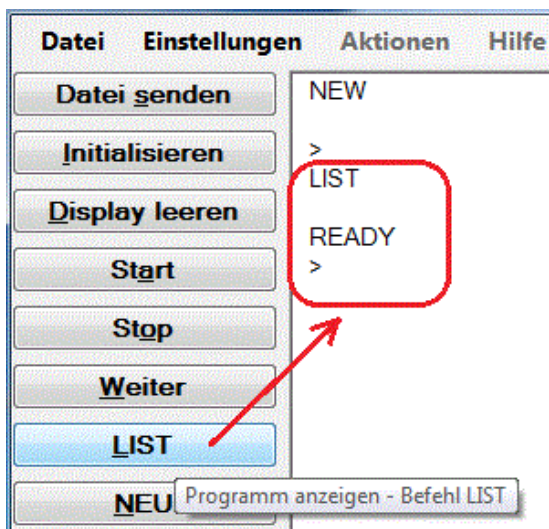 Datei Einstellungen Aktionen Hilfe
Datei senden
Initialisieren
Display leeren
Start
Stop
Weiter
LIST
NEU
Programm anzeigen - Befehl LIST
NEW
>
LIST
READY
>